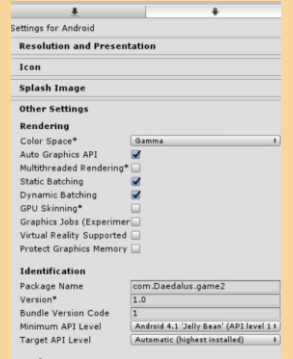 Settings for Android
Resolution and Presentation
Icon
Splash Image
Other Settings
Rendering
Color Space* Gamma
Auto Graphics API
Multithreaded Rendering*
Static Batching
Dynamic Batching
GPU Skinning*
Graphics Jobs (Experimer
Virtual Reality Supported
Protect Graphics Memory
Identification
Package Name com.Daedalus.game2
Version* 1.0
Bundle Version Code 1
Minimum API Level Android 4.1 'Jelly Bean' (API level 1
Target API Level Automatic (highest installed)